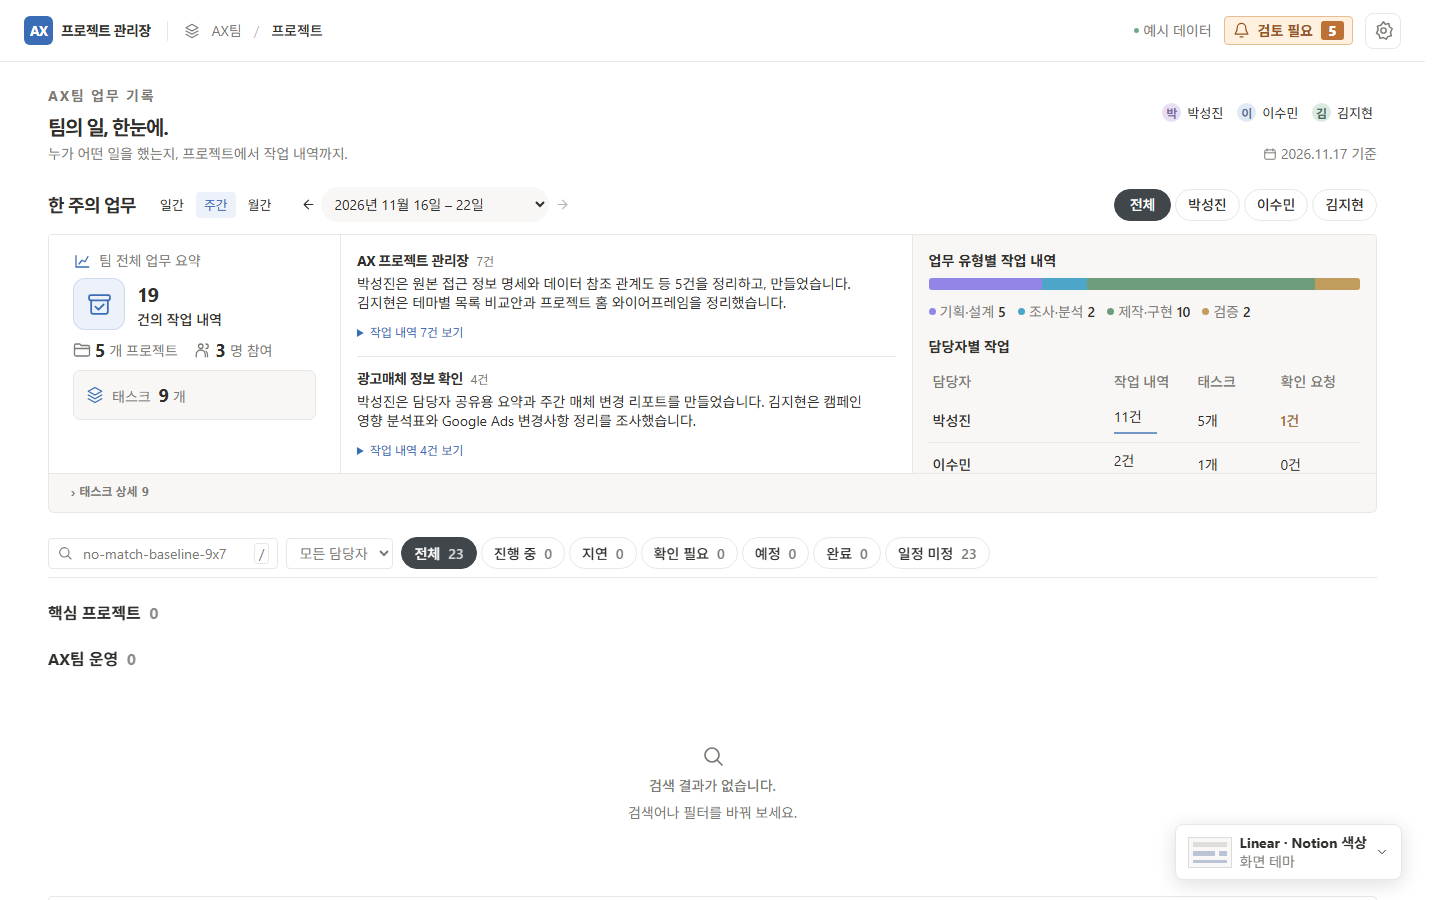 AX 프로젝트 관리장 AX팀 / 프로젝트
예시 데이터 검토 필요 5
AX팀 업무 기록
팀의 일, 한눈에.
누가 어떤 일을 했는지, 프로젝트에서 작업 내역까지.
박 박성진 이 이수민 김 김지현
2026.11.17 기준
한 주의 업무 일간 주간 월간 ← 2026년 11월 16일 – 22일 →
전체 박성진 이수민 김지현
팀 전체 업무 요약
19
건의 작업 내역
5 개 프로젝트 3 명 참여
태스크 9 개
AX 프로젝트 관리장 7건
박성진은 원본 접근 정보 명세와 데이터 참조 관계도 등 5건을 정리하고, 만들었습니다.
김지현은 테마별 목록 비교안과 프로젝트 홈 와이어프레임을 정리했습니다.
▶ 작업 내역 7건 보기
광고매체 정보 확인 4건
박성진은 담당자 공유용 요약과 주간 매체 변경 리포트를 만들었습니다. 김지현은 캠페인
영향 분석표와 Google Ads 변경사항 정리를 조사했습니다.
▶ 작업 내역 4건 보기
업무 유형별 작업 내역
기획·설계 5 조사·분석 2 제작·구현 10 검증 2
담당자별 작업
담당자 작업 내역 태스크 확인 요청
박성진 11건 5개 1건
이수민 2건 1개 0건
› 태스크 상세 9
no-match-baseline-9x7 / 모든 담당자 전체 23 진행 중 0 지연 0 확인 필요 0 예정 0 완료 0 일정 미정 23
핵심 프로젝트 0
AX팀 운영 0
검색 결과가 없습니다.
검색어나 필터를 바꿔 보세요.
Linear · Notion 색상
화면 테마